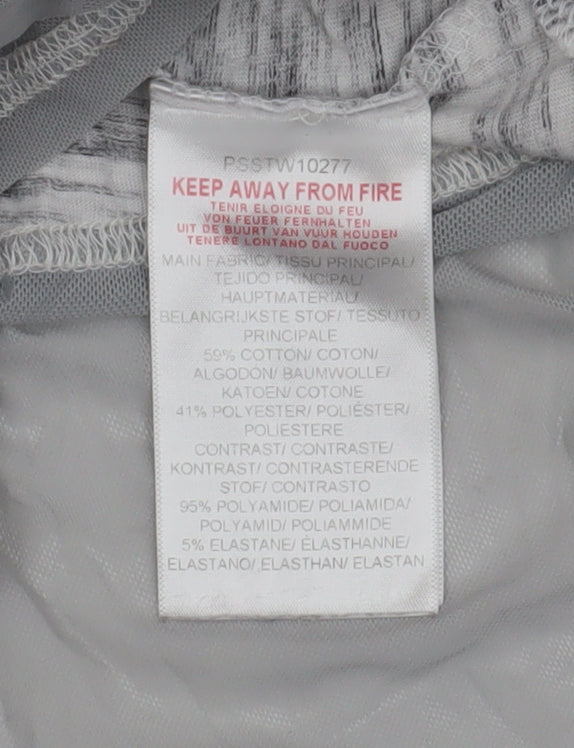 PSSTW10277
KEEP AWAY FROM FIRE
TENIR ELOIGNE DU FEU
VON FEUER FERNHALTEN
UIT DE BUURT VAN VUUR HOUDEN
TENERE LONTANO DAL FUOCO
MAIN FABRIC/ TISSU PRINCIPAL/
TEJIDO PRINCIPAL/
HAUPTMATERIAL/
BELANGRIJKSTE STOF/ TESSUTO
PRINCIPALE
59% COTTON/ COTON/
ALGODÓN/ BAUMWOLLE/
KATOEN/ COTONE
41% POLYESTER/ POLIÉSTER/
POLIESTERE
CONTRAST/ CONTRASTE/
KONTRAST/ CONTRASTERENDE
STOF/ CONTRASTO
95% POLYAMIDE/ POLIAMIDA/
POLYAMID/ POLIAMMIDE
5% ELASTANE/ ÉLASTHANNE/
ELASTANO/ ELASTHAN/ ELASTAN